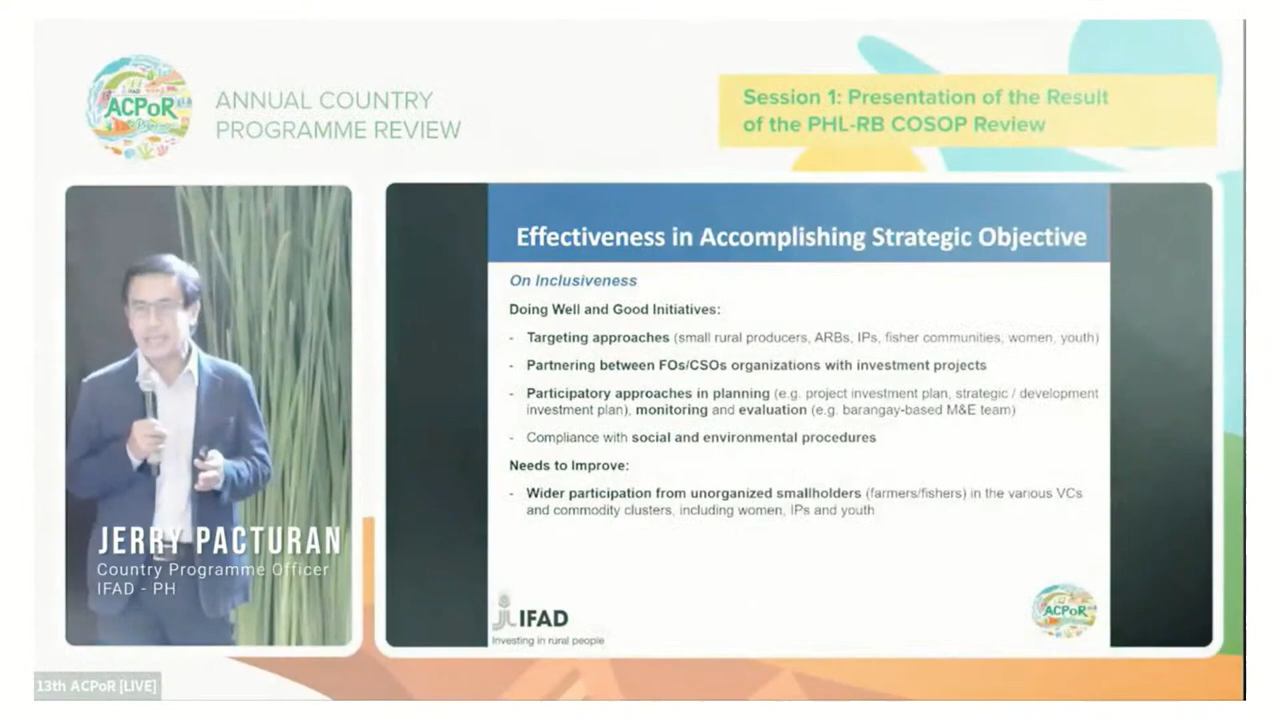 ACPoR
ANNUAL COUNTRY
PROGRAMME REVIEW
Session 1: Presentation of the Result
of the PHL-RB COSOP Review
Effectiveness in Accomplishing Strategic Objective
On Inclusiveness
Doing Well and Good Initiatives:
- Targeting approaches (small rural producers, ARBs, IPs, fisher communities, women, youth)
- Partnering between FOs/CSOs organizations with investment projects
- Participatory approaches in planning (e.g. project investment plan, strategic / development
investment plan), monitoring and evaluation (e.g. barangay-based M&E team)
- Compliance with social and environmental procedures
Needs to Improve:
- Wider participation from unorganized smallholders (farmers/fishers) in the various VCs
and commodity clusters, including women, IPs and youth
IFAD
Investing in rural people
ACPoR
JERRY PACTURAN
Country Programme Officer
IFAD - PH
13th ACPoR [LIVE]